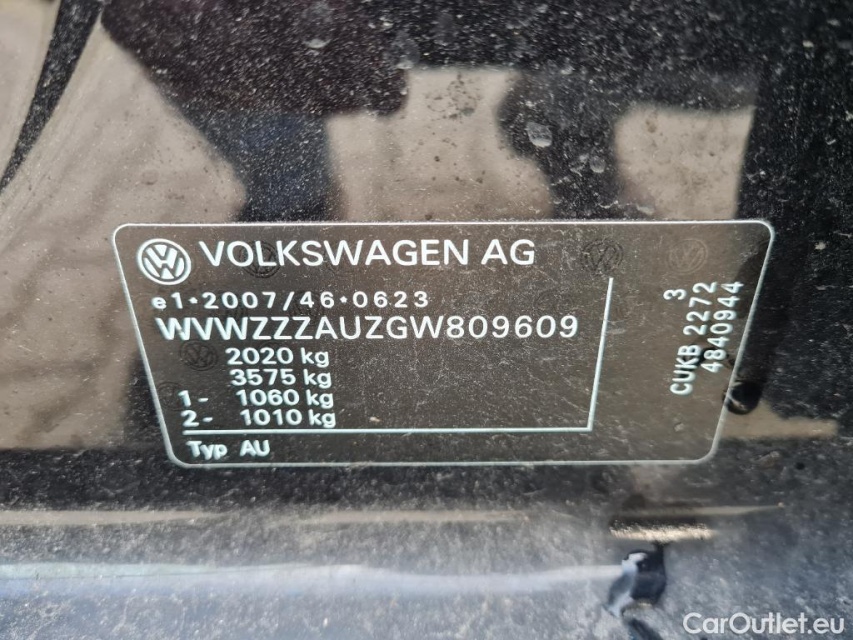 VOLKSWAGEN AG
e1*2007/46*0623
WVWZZZAUZGW809609
2020 kg
3575 kg
1- 1060 kg
2- 1010 kg
Typ AU
3
CUKB 2272
4840944
CarOutlet.eu